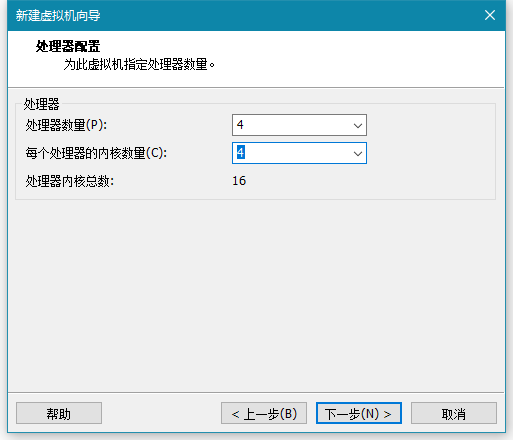 新建虚拟机向导
处理器配置
为此虚拟机指定处理器数量。
处理器
处理器数量(P): 4
每个处理器的内核数量(C): 4
处理器内核总数: 16
帮助 < 上一步(B) 下一步(N) > 取消